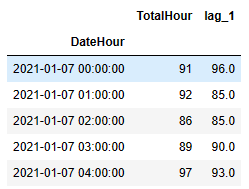 TotalHour lag_1
DateHour
2021-01-07 00:00:00 91 96.0
2021-01-07 01:00:00 92 85.0
2021-01-07 02:00:00 86 85.0
2021-01-07 03:00:00 89 90.0
2021-01-07 04:00:00 97 93.0